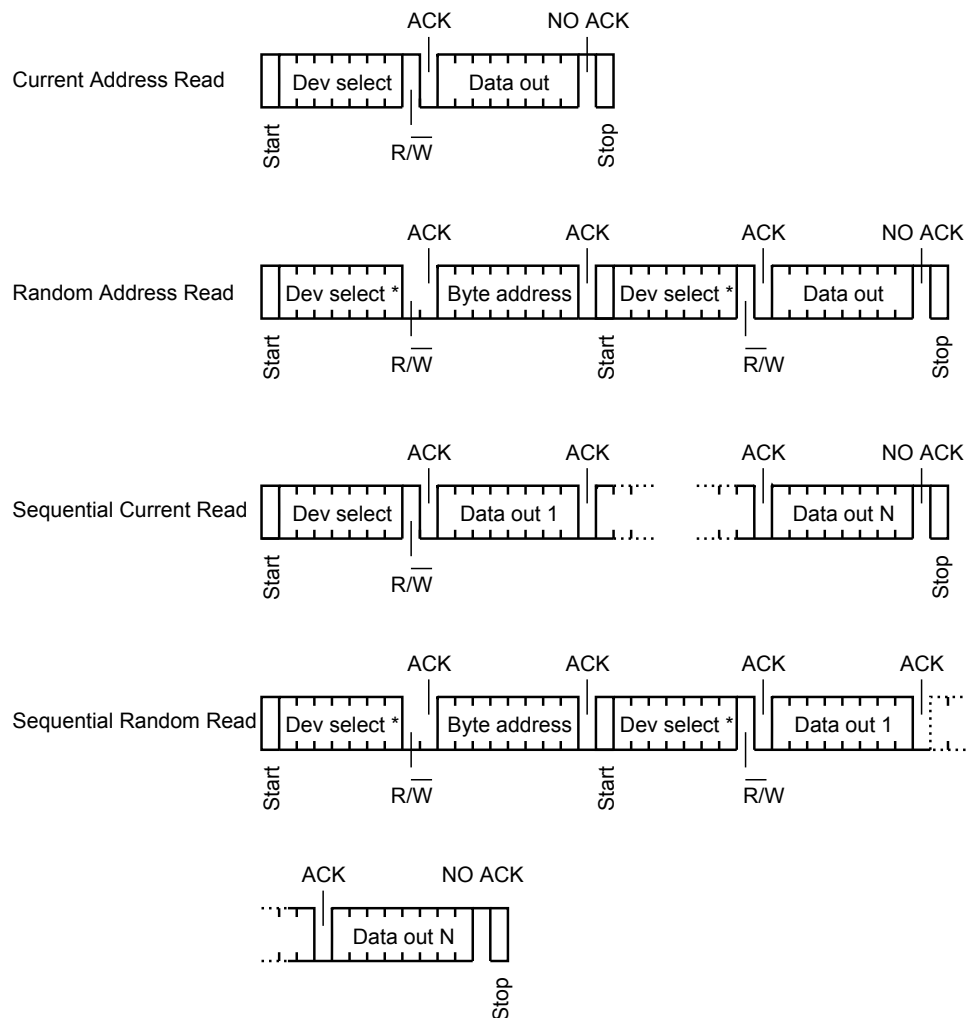 ACK NO ACK
Current Address Read Dev select Data out
Start R/W̅ Stop
ACK ACK ACK NO ACK
Random Address Read Dev select * Byte address Dev select * Data out
Start R/W̅ Start R̅/W Stop
ACK ACK ACK NO ACK
Sequential Current Read Dev select Data out 1 Data out N
Start R/W̅ Stop
ACK ACK ACK ACK
Sequential Random Read Dev select * Byte address Dev select * Data out 1
Start R/W̅ Start R̅/W
ACK NO ACK
Data out N
Stop